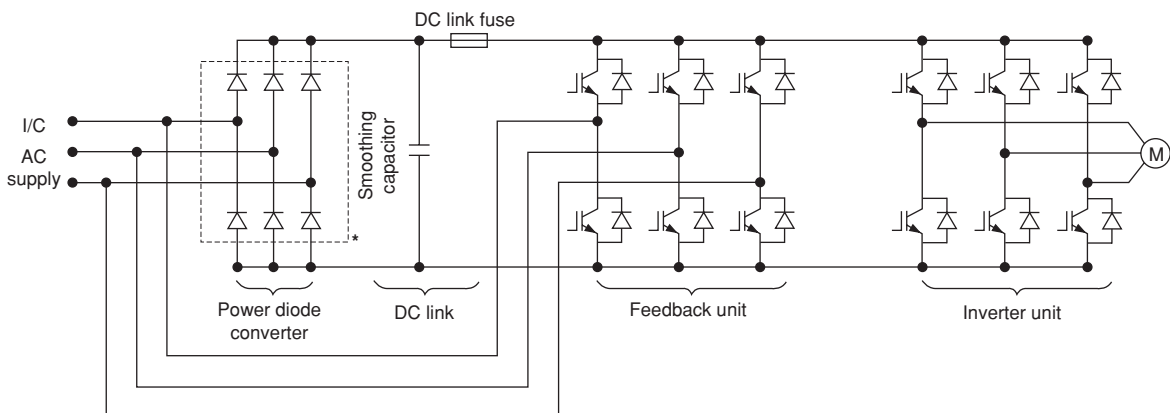 DC link fuse
I/C
AC
supply
Smoothing
capacitor
M
*
Power diode
converter
DC link
Feedback unit
Inverter unit